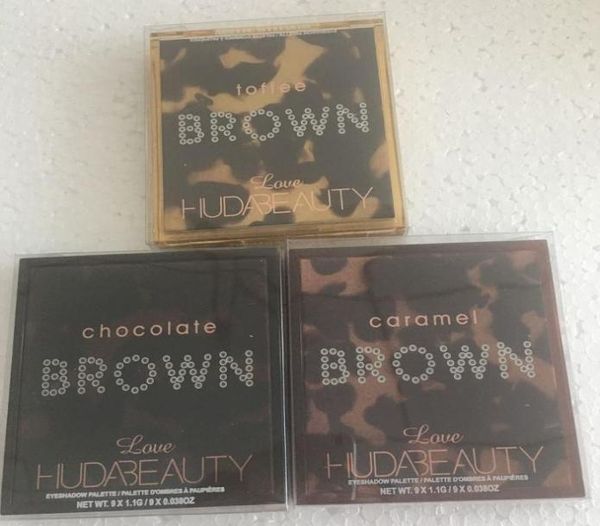 toffee
BROWN
Love
HUDABEAUTY
chocolate
BROWN
Love
HUDABEAUTY
EYESHADOW PALETTE / PALETTE D'OMBRES À PAUPIÈRES
NET WT. 9 X 1.1G / 9 X 0.038OZ
caramel
BROWN
Love
HUDABEAUTY
EYESHADOW PALETTE / PALETTE D'OMBRES À PAUPIÈRES
NET WT. 9 X 1.1G / 9 X 0.038OZ